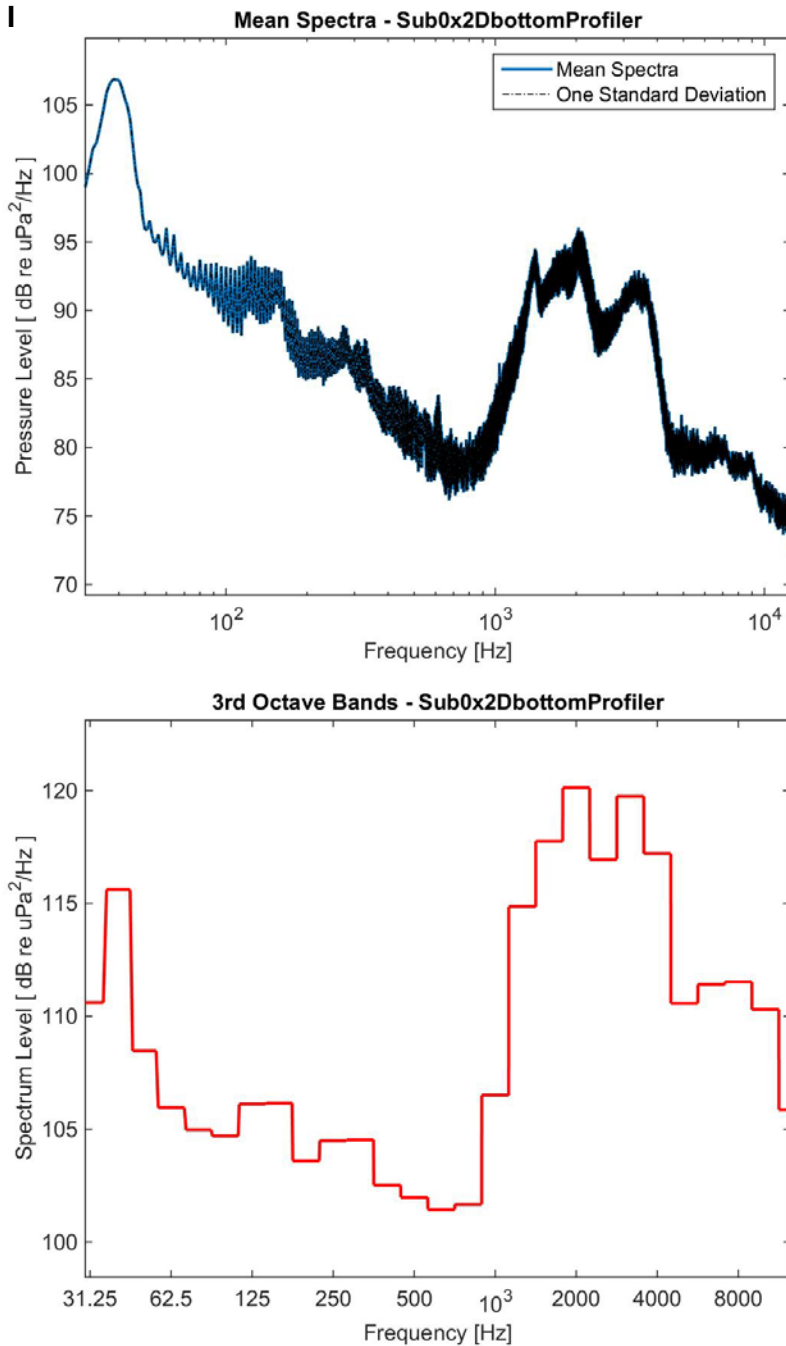 I
Mean Spectra - Sub0x2DbottomProfiler
Mean Spectra
One Standard Deviation
Pressure Level [ dB re uPa²/Hz ]
105
100
95
90
85
80
75
70
10² 10³ 10⁴
Frequency [Hz]
3rd Octave Bands - Sub0x2DbottomProfiler
Spectrum Level [ dB re uPa²/Hz ]
120
115
110
105
100
31.25 62.5 125 250 500 10³ 2000 4000 8000
Frequency [Hz]